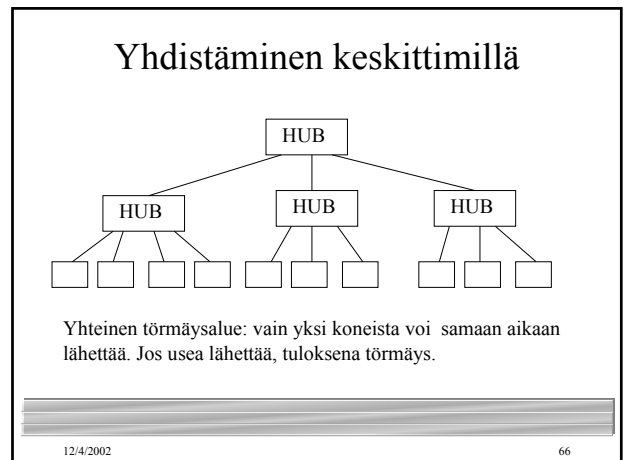 Yhdistäminen keskittimillä
HUB
HUB HUB HUB
Yhteinen törmäysalue: vain yksi koneista voi samaan aikaan
lähettää. Jos usea lähettää, tuloksena törmäys.
12/4/2002 66